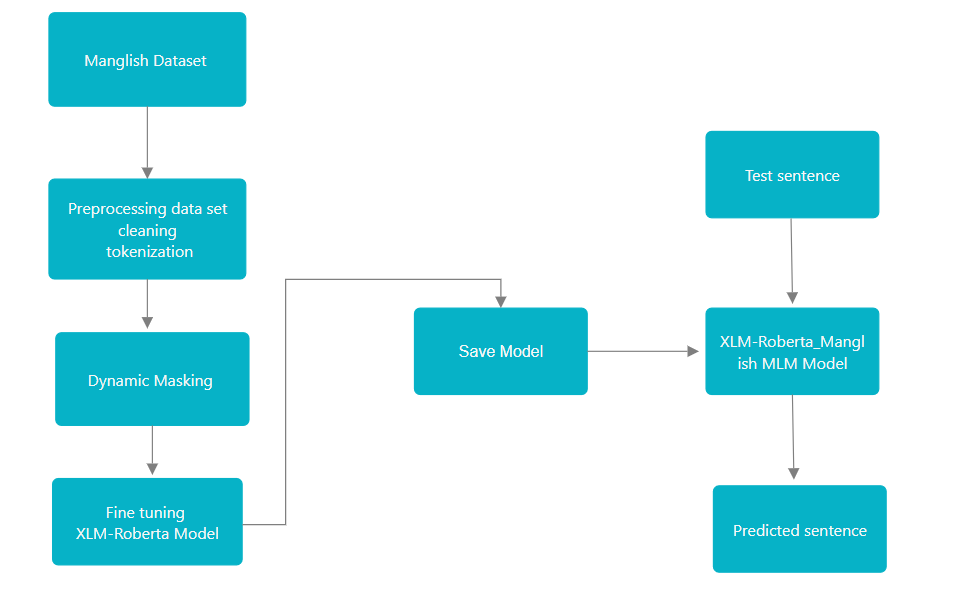 Manglish Dataset
Preprocessing data set
cleaning
tokenization
Dynamic Masking
Fine tuning
XLM-Roberta Model
Save Model
Test sentence
XLM-Roberta_Mangl
ish MLM Model
Predicted sentence